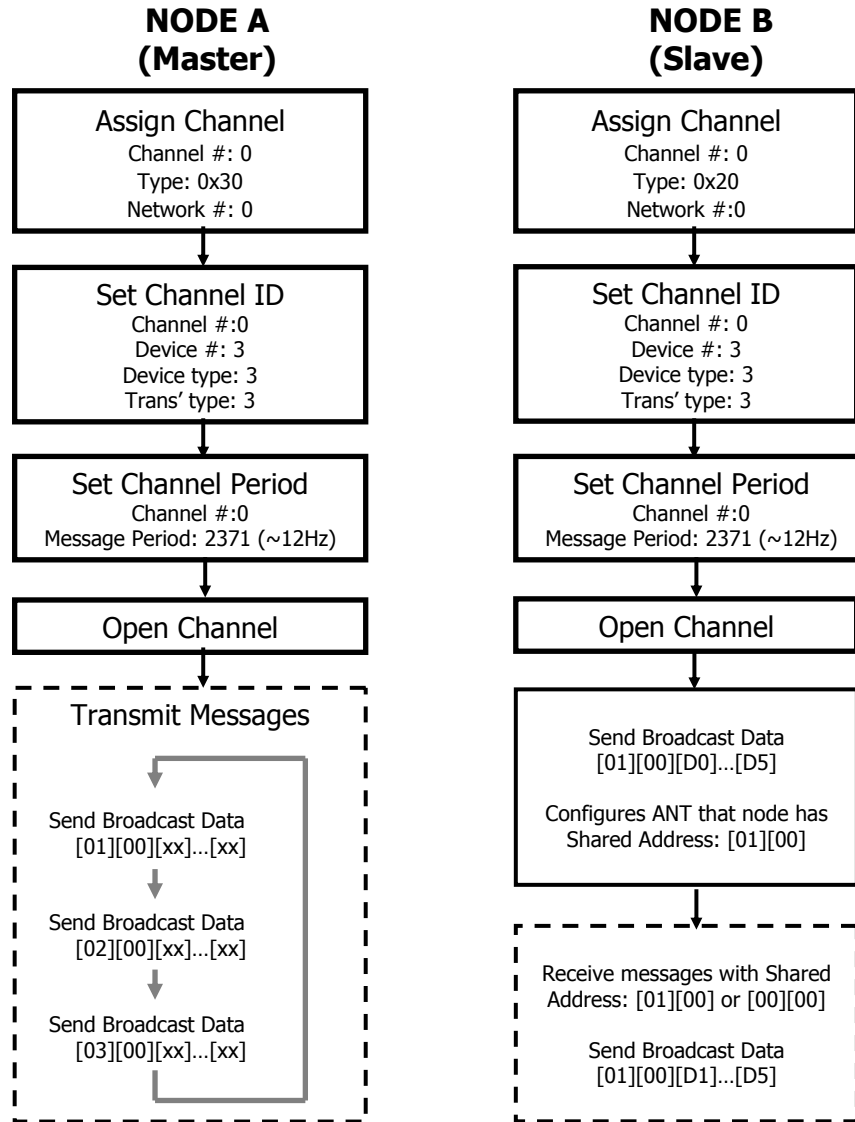 NODE A
(Master)
Assign Channel
Channel #: 0
Type: 0x30
Network #: 0
Set Channel ID
Channel #:0
Device #: 3
Device type: 3
Trans’ type: 3
Set Channel Period
Channel #:0
Message Period: 2371 (~12Hz)
Open Channel
Transmit Messages
Send Broadcast Data
[01][00][xx]…[xx]
Send Broadcast Data
[02][00][xx]…[xx]
Send Broadcast Data
[03][00][xx]…[xx]
NODE B
(Slave)
Assign Channel
Channel #: 0
Type: 0x20
Network #:0
Set Channel ID
Channel #: 0
Device #: 3
Device type: 3
Trans’ type: 3
Set Channel Period
Channel #:0
Message Period: 2371 (~12Hz)
Open Channel
Send Broadcast Data
[01][00][D0]…[D5]
Configures ANT that node has
Shared Address: [01][00]
Receive messages with Shared
Address: [01][00] or [00][00]
Send Broadcast Data
[01][00][D1]…[D5]